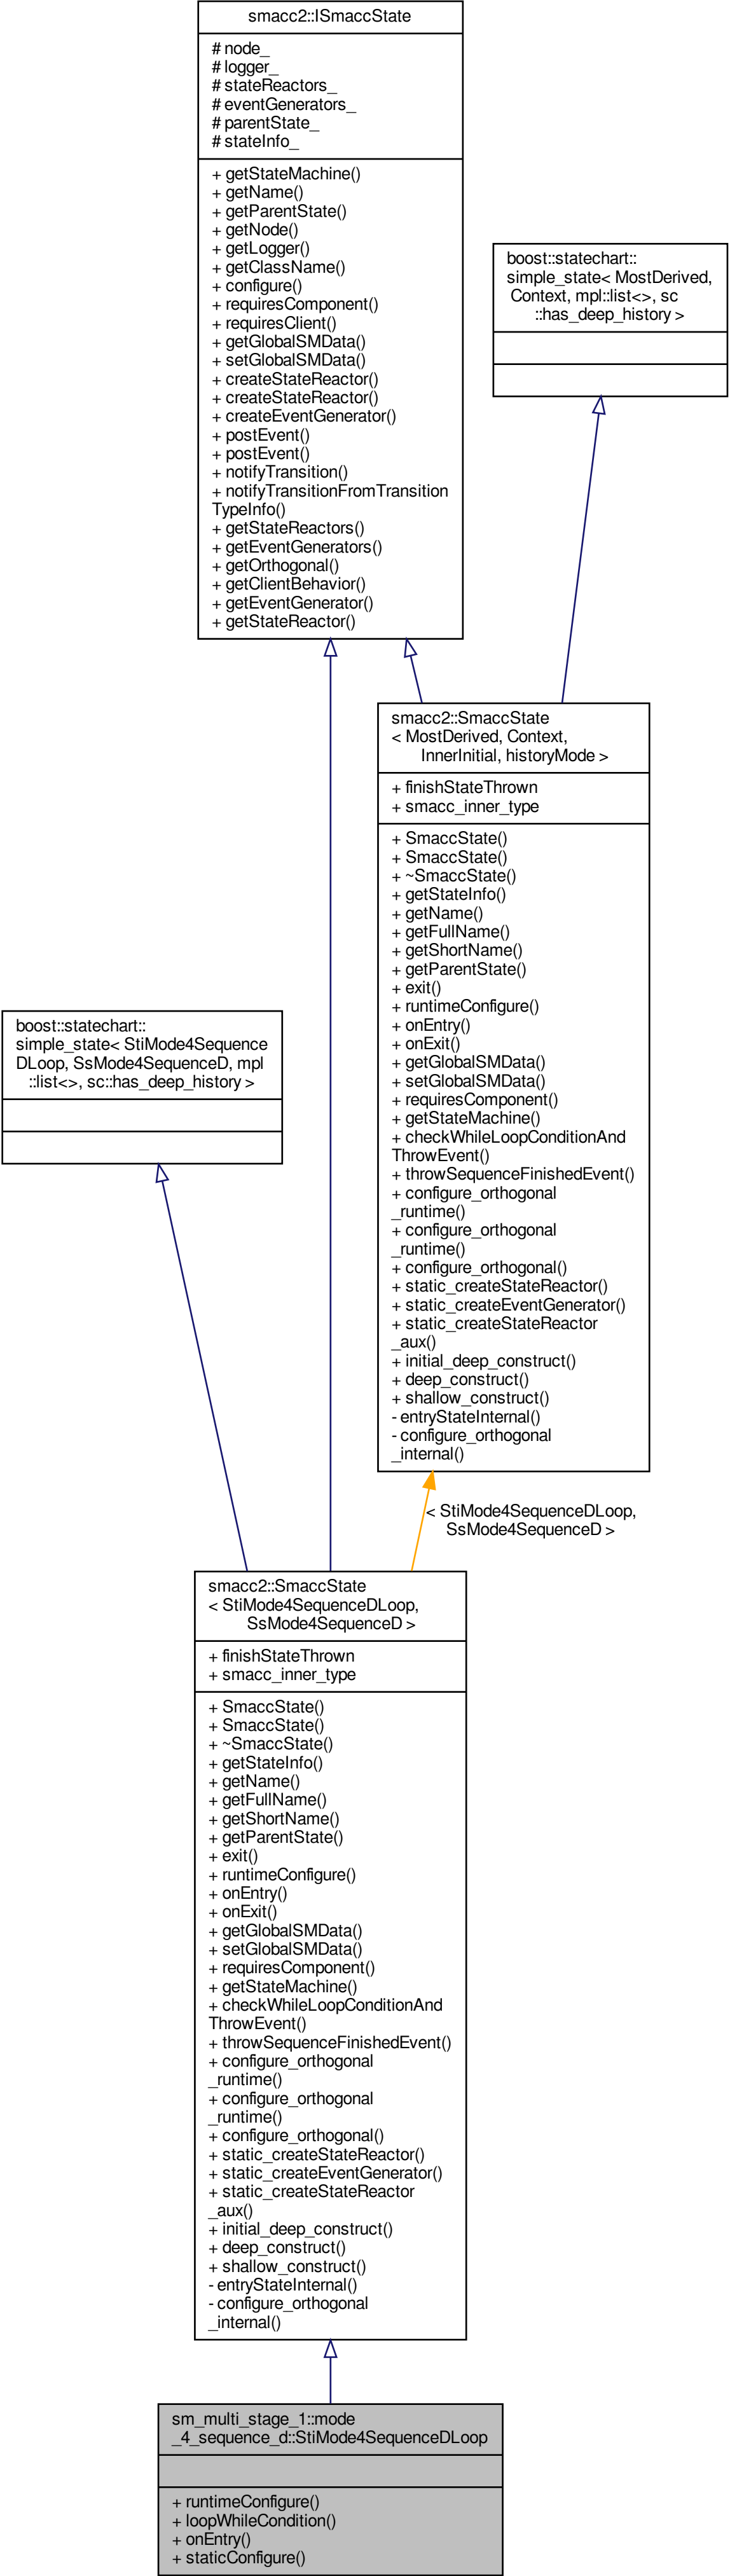 smacc2::ISmaccState
# node_
# logger_
# stateReactors_
# eventGenerators_
# parentState_
# stateInfo_
+ getStateMachine()
+ getName()
+ getParentState()
+ getNode()
+ getLogger()
+ getClassName()
+ configure()
+ requiresComponent()
+ requiresClient()
+ getGlobalSMData()
+ setGlobalSMData()
+ createStateReactor()
+ createStateReactor()
+ createEventGenerator()
+ postEvent()
+ postEvent()
+ notifyTransition()
+ notifyTransitionFromTransition
TypeInfo()
+ getStateReactors()
+ getEventGenerators()
+ getOrthogonal()
+ getClientBehavior()
+ getEventGenerator()
+ getStateReactor()
boost::statechart::
simple_state< MostDerived,
Context, mpl::list<>, sc
::has_deep_history >
smacc2::SmaccState
< MostDerived, Context,
InnerInitial, historyMode >
+ finishStateThrown
+ smacc_inner_type
+ SmaccState()
+ SmaccState()
+ ~SmaccState()
+ getStateInfo()
+ getName()
+ getFullName()
+ getShortName()
+ getParentState()
+ exit()
+ runtimeConfigure()
+ onEntry()
+ onExit()
+ getGlobalSMData()
+ setGlobalSMData()
+ requiresComponent()
+ getStateMachine()
+ checkWhileLoopConditionAnd
ThrowEvent()
+ throwSequenceFinishedEvent()
+ configure_orthogonal
_runtime()
+ configure_orthogonal
_runtime()
+ configure_orthogonal()
+ static_createStateReactor()
+ static_createEventGenerator()
+ static_createStateReactor
_aux()
+ initial_deep_construct()
+ deep_construct()
+ shallow_construct()
- entryStateInternal()
- configure_orthogonal
_internal()
boost::statechart::
simple_state< StiMode4Sequence
DLoop, SsMode4SequenceD, mpl
::list<>, sc::has_deep_history >
< StiMode4SequenceDLoop,
SsMode4SequenceD >
smacc2::SmaccState
< StiMode4SequenceDLoop,
SsMode4SequenceD >
+ finishStateThrown
+ smacc_inner_type
+ SmaccState()
+ SmaccState()
+ ~SmaccState()
+ getStateInfo()
+ getName()
+ getFullName()
+ getShortName()
+ getParentState()
+ exit()
+ runtimeConfigure()
+ onEntry()
+ onExit()
+ getGlobalSMData()
+ setGlobalSMData()
+ requiresComponent()
+ getStateMachine()
+ checkWhileLoopConditionAnd
ThrowEvent()
+ throwSequenceFinishedEvent()
+ configure_orthogonal
_runtime()
+ configure_orthogonal
_runtime()
+ configure_orthogonal()
+ static_createStateReactor()
+ static_createEventGenerator()
+ static_createStateReactor
_aux()
+ initial_deep_construct()
+ deep_construct()
+ shallow_construct()
- entryStateInternal()
- configure_orthogonal
_internal()
sm_multi_stage_1::mode
_4_sequence_d::StiMode4SequenceDLoop
+ runtimeConfigure()
+ loopWhileCondition()
+ onEntry()
+ staticConfigure()